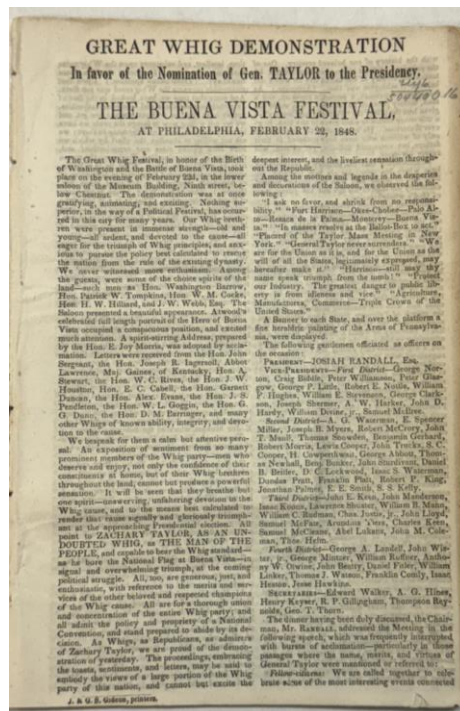 GREAT WHIG DEMONSTRATION
In favor of the Nomination of Gen. TAYLOR to the Presidency.
THE BUENA VISTA FESTIVAL,
AT PHILADELPHIA, FEBRUARY 22, 1848.
The Great Whig Festival, in honor of the Birth
of Washington and the Battle of Buena Vista, took
place on the evening of February 22d, in the lower
saloon of the Museum Building, Ninth street, be-
low Chestnut. The demonstration was at once
gratifying, animating, and exciting. Nothing su-
perior, in the way of a Political Festival, has occur-
red in this city for many years. Our Whig breth-
ren were present in immense strength—old and
young—all ardent, and devoted to the cause—all
eager for the triumph of Whig principles, and anx-
ious to pursue the policy best calculated to rescue
the nation from the rule of the existing dynasty.
We never witnessed more enthusiasm. Among
the guests, were some of the choice spirits of the
land—such men as Hon. Washington Barrow,
Hon. Patrick W. Tompkins, Hon. W. M. Cocke,
Hon. H. W. Hilliard, and J. W. Webb, Esq. The
Saloon presented a beautiful appearance. Atwood's
celebrated full length portrait of the Hero of Buena
Vista occupied a conspicuous position, and excited
much attention. A spirit-stirring Address, prepared
by the Hon. E Joy Morris, was adopted by accla-
mation. Letters were received from the Hon. John
Sergeant, the Hon. Joseph R. Ingersoll, Abbott
Lawrence, Maj. Gaines, of Kentucky, Hon. A.
Stewart, the Hon. W. C. Rives, the Hon. J. W.
Houston, Hon. E C. Cabell, the Hon. Garnett
Duncan, the Hon. Alex. Evans, the Hon. J. S.
Pendleton, the Hon. W. L. Goggin, the Hon. G.
G. Dunn, the Hon. D. M. Barringer, and many
other Whigs of known ability, integrity, and devo-
tion to the cause.
We bespeak for them a calm but attentive peru-
sal. An exposition of sentiment from so many
prominent members of the Whig party—men who
deserve and enjoy, not only the confidence of their
constituents at home, but of their Whig brethren
throughout the land, cannot but produce a powerful
sensation. It will be seen that they breathe but
one spirit—unwavering, unfaltering devotion to the
Whig cause, and to the means best calculated to
render that cause signally and gloriously triumph-
ant at the approaching Presidential election. All
point to ZACHARY TAYLOR, AS AN UN-
DOUBTED WHIG, as THE MAN OF THE
PEOPLE, and capable to bear the Whig standard—
as he bore the National Flag at Buena Vista—to
signal and overwhelming triumph, at the coming
political struggle. All, too, are generous, just, and
enthusiastic, with reference to the merits and ser-
vices of the other beloved and respected champions
of the Whig cause. All are for a thorough union
and concentration of the entire Whig party; and
all admit the policy and propriety of a National
Convention, and stand prepared to abide by its de-
cision. As Whigs, as Republicans, as admirers
of Zachary Taylor, we are proud of the demon-
stration of yesterday. The proceedings, embracing
the toasts, sentiments, and letters, may be said to
embody the views of a large portion of the Whig
party of this nation, and cannot but excite the
J. & G. S. Gideon, printers.
deepest interest, and the liveliest sensation through-
out the Republic.
Among the mottoes and legends in the draperies
and decorations of the Saloon, we observed the fol-
lowing:
"I ask no favor, and shrink from no responsi-
bility." "Fort Harrison—Okee-Chobee—Palo Al-
to—Resaca de la Palma—Monterey—Buena Vis-
ta." "In masses resolve at the Ballot-Box to act."
"Placard of the Taylor Mass Meeting in New
York." "General Taylor never surrenders." "We
are for the Union as it is, and for the Union as the
will of all the States, legitimately expressed, may
hereafter make it." "Harrison—still may thy
name speak triumph from the tomb." "Protect
our Industry. The greatest danger to public lib-
erty is from silence and vice." "Agriculture,
Manufactures, Commerce—Triple Crown of the
United States."
A Banner to each State, and over the platform a
fine heraldric painting of the Arms of Pennsylva-
nia, were displayed.
The following gentlemen officiated as officers on
the occasion:
PRESIDENT—JOSIAH RANDALL, Esq.
VICE-PRESIDENTS—First District—George Nor-
ton, Craig Biddle, Peter Williamson, Peter Glas-
gow, George P. Little, Robert E. Nuttle, William
P. Hughes, William E. Stevenson, George Clark-
son, Joseph Sherner, A. W. Harker, John D.
Hardy, William Divine, jr., Samuel McBree.
Second District—A. G. Waterman, E Spencer
Miller, Joseph B. Myers, Robert McCrory, John
T. Small, Thomas Snowden, Benjamin Gerhard,
Robert Morris, Lewis Cooper, John Trucks, S. C.
Cooper, H. Cowperthwat, George Abbott, Thom-
as Newhall, Benj Bunker, John Sturdivant, Daniel
B. Beitler, D. C. Lockwood, Isaac S. Waterman,
Dundas Pratt, Franklin Platt, Robert P. King,
Jonathan Palmer, E. E. Smith, S. S. Kelly.
Third District—John E. Keen, John Manderson,
Isaac Koons, Lawrence Shuster, William B. Mann,
William C. Rudman, Chas. Justis, jr., John Lloyd,
Samuel McFate, Arundius Tiers, Charles Keen,
Samuel McCleane, Abel Lukens, John M. Cole-
man, Thos. Helm.
Fourth District—George A. Landell, John Win-
ter, jr., George Mintzer, William Raffier, Antho-
ny W. Olwine, John Beatty, Daniel Fitler, William
Linker, Thomas J. Watson, Franklin Comly, Isaac
Heston, Jesse Hawkins.
SECRETARIES—Edward Walker, A. G. Hines,
Henry Keyser, R. P. Gillingham, Thompson Ray-
nolds, Gen. T. Thorn.
The dinner having been duly discussed, the Chair-
man, Mr. RANDALL, addressed the Meeting in the
following speech, which was frequently interrupted
with bursts of acclamation—particularly in those
passages where the name, merits, and virtues of
General Taylor were mentioned or referred to:
Fellow-citizens: We are called together to cele-
brate some of the most interesting events connected